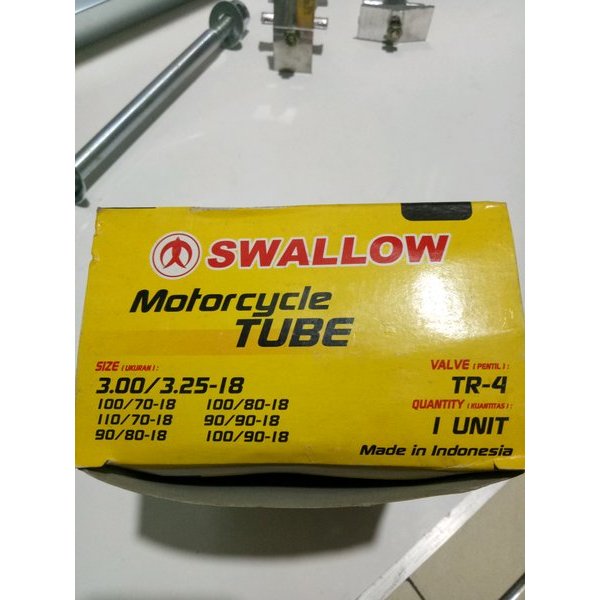 SWALLOW
Motorcycle
TUBE
SIZE (UKURAN):
3.00/3.25-18
100/70-18 100/80-18
110/70-18 90/90-18
90/80-18 100/90-18
VALVE (PENTIL):
TR-4
QUANTITY (KUANTITAS):
1 UNIT
Made in Indonesia